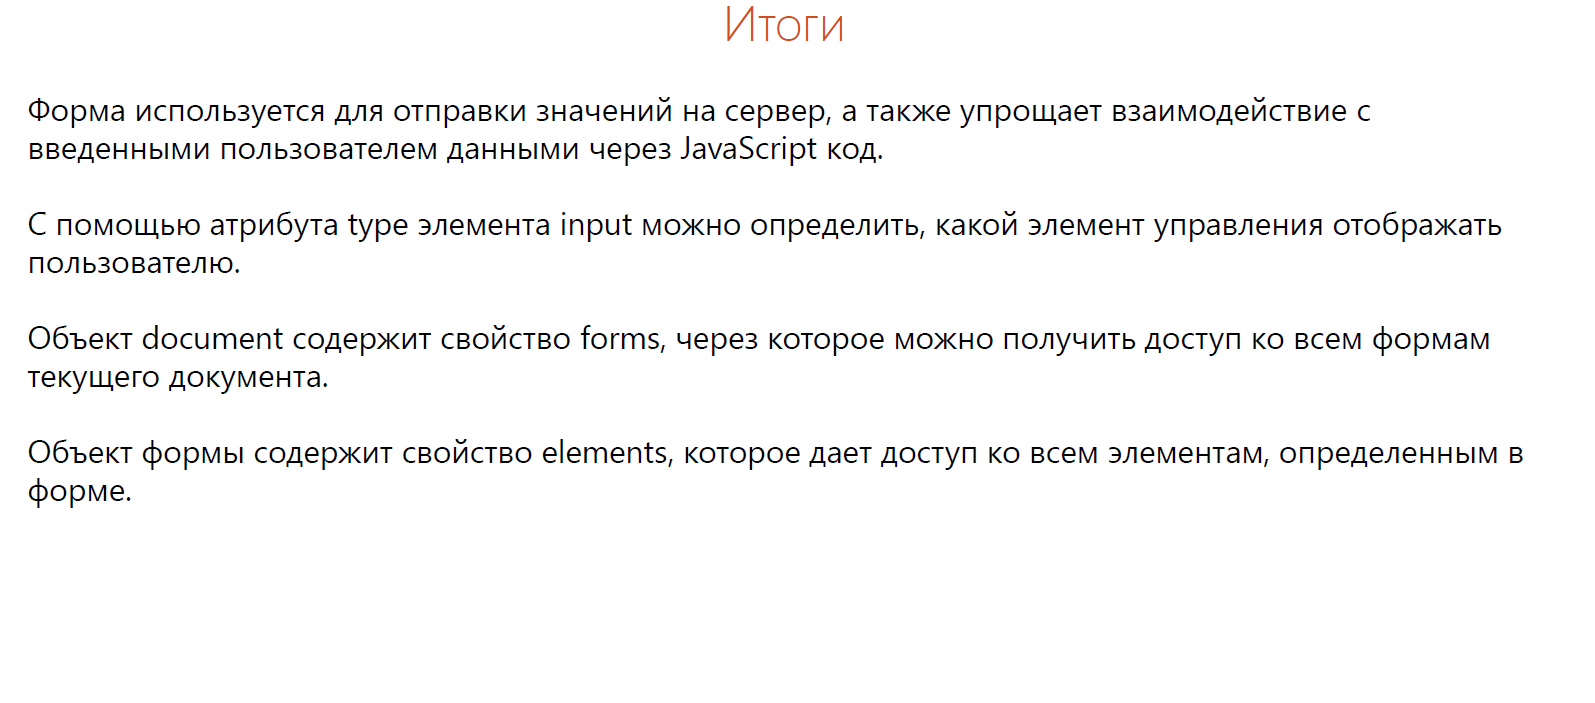 Итоги
Форма используется для отправки значений на сервер, а также упрощает взаимодействие с
введенными пользователем данными через JavaScript код.
С помощью атрибута type элемента input можно определить, какой элемент управления отображать
пользователю.
Объект document содержит свойство forms, через которое можно получить доступ ко всем формам
текущего документа.
Объект формы содержит свойство elements, которое дает доступ ко всем элементам, определенным в
форме.